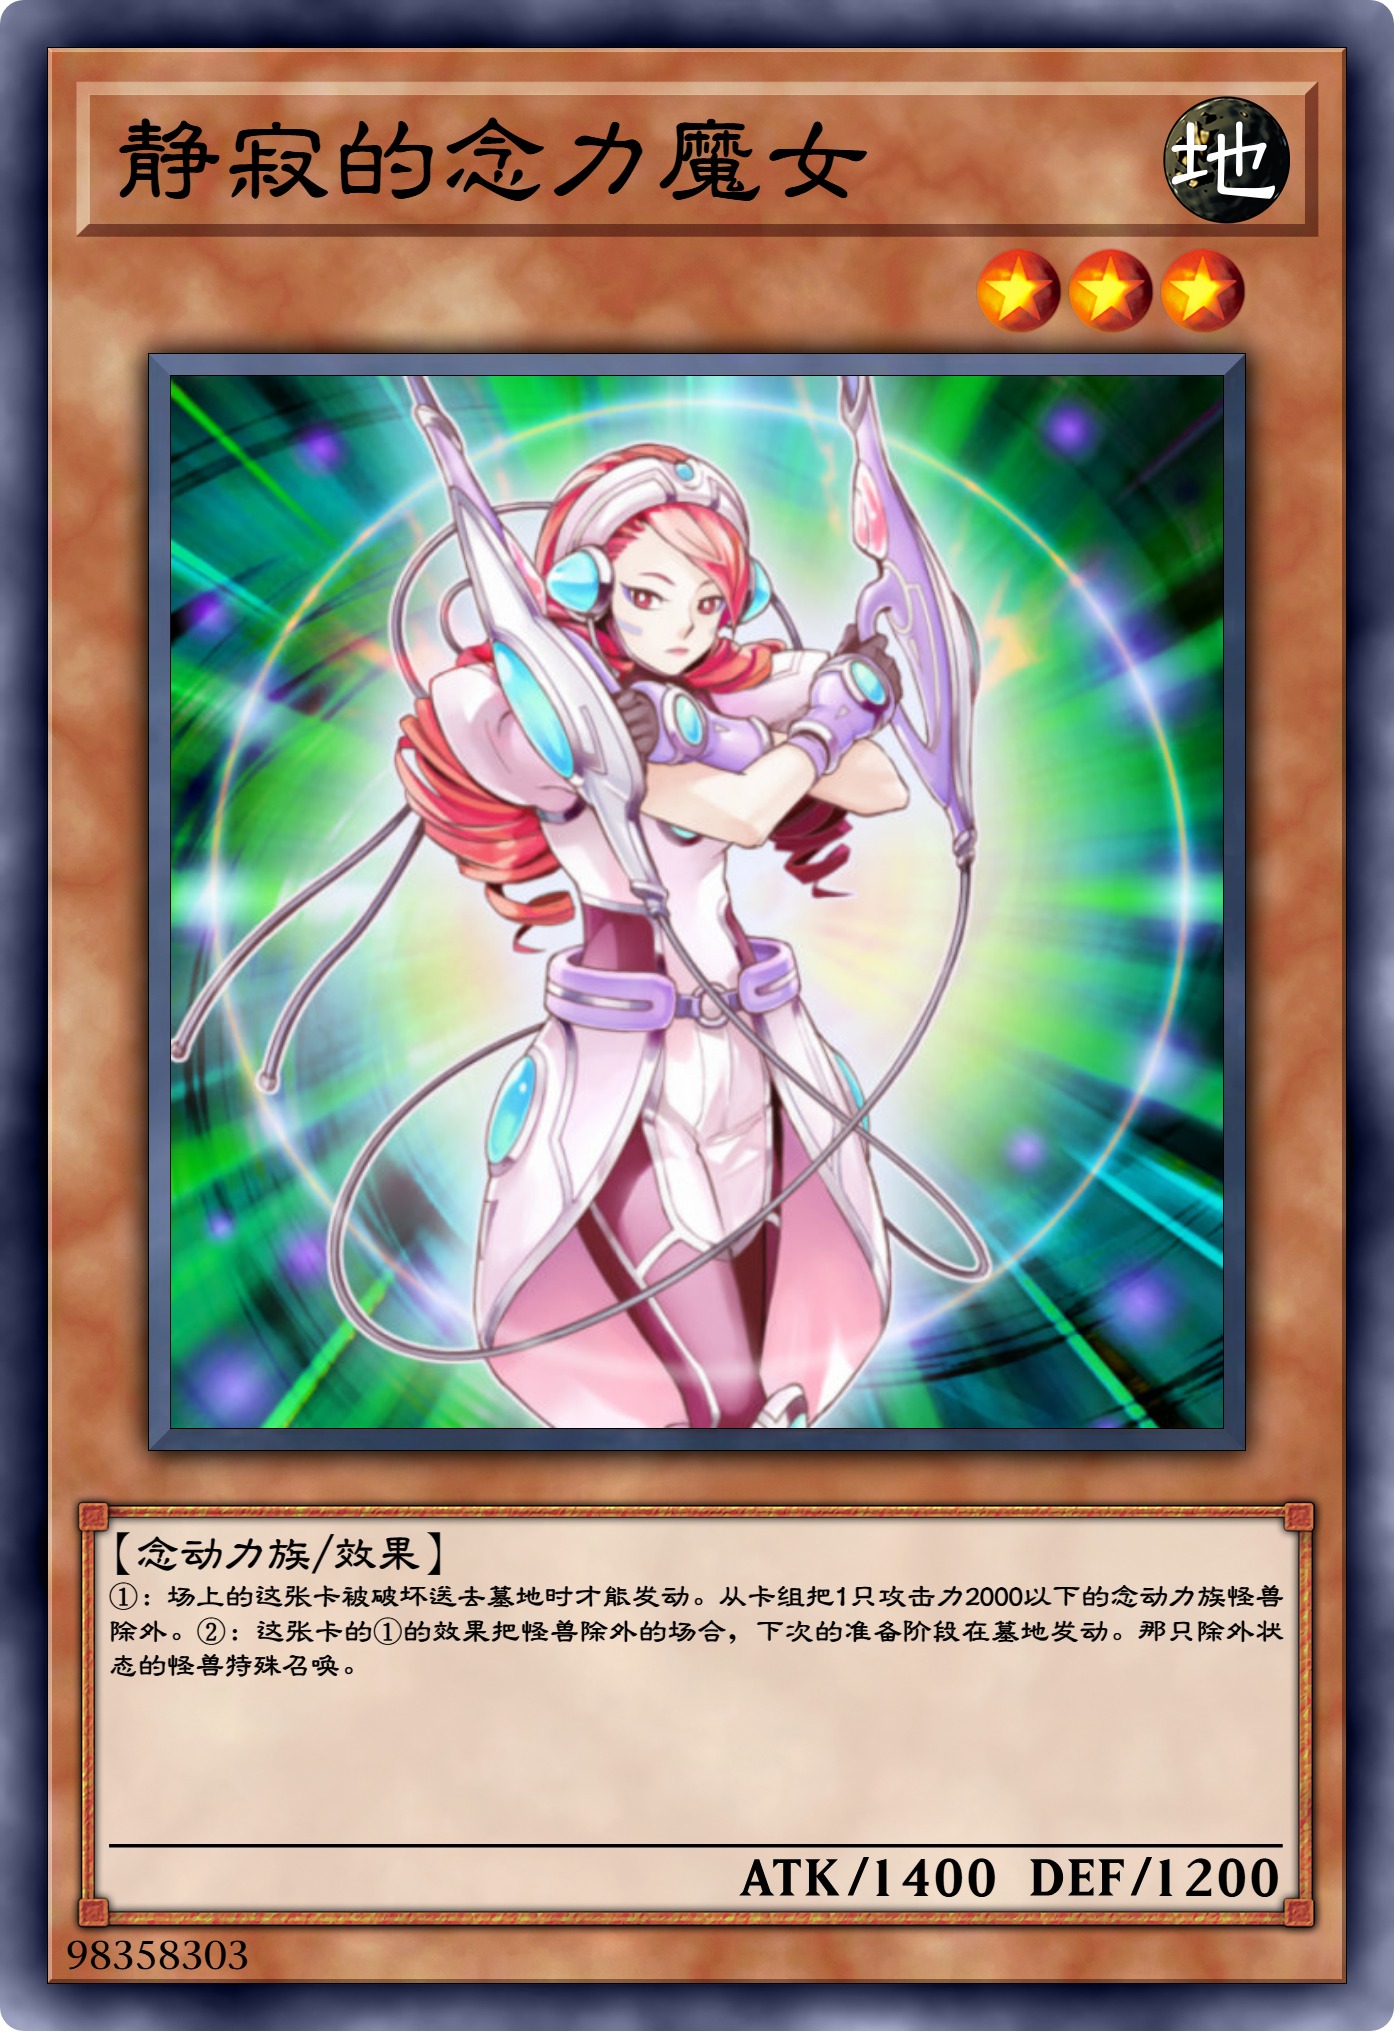 静寂的念力魔女
地
【念动力族/效果】
①：场上的这张卡被破坏送去墓地时才能发动。从卡组把1只攻击力2000以下的念动力族怪兽
除外。②：这张卡的①的效果把怪兽除外的场合，下次的准备阶段在墓地发动。那只除外状
态的怪兽特殊召唤。
ATK/1400 DEF/1200
98358303